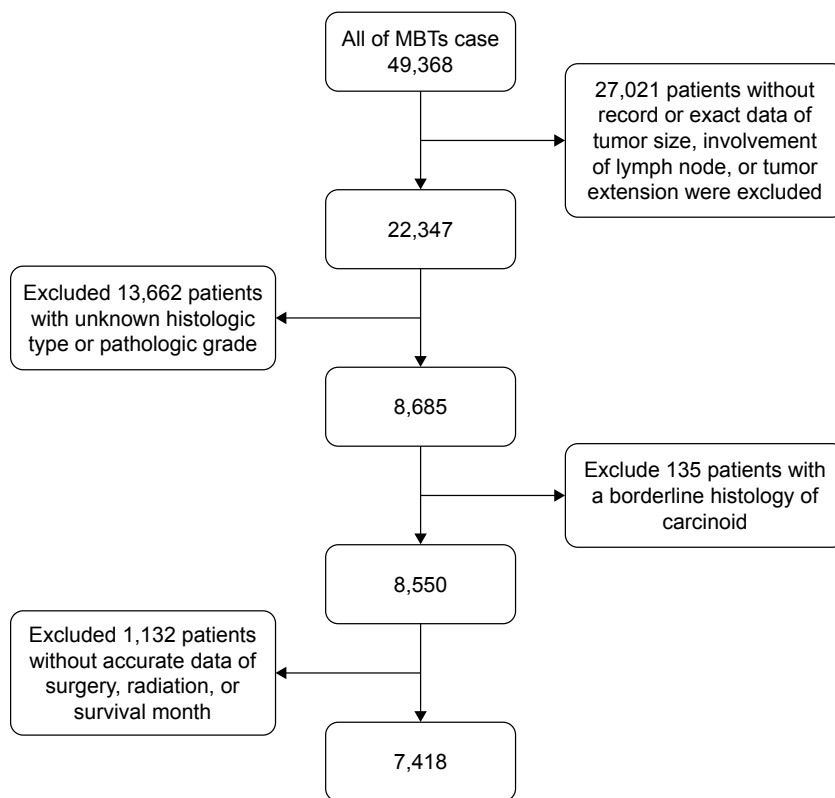 All of MBTs case
49,368
27,021 patients without
record or exact data of
tumor size, involvement
of lymph node, or tumor
extension were excluded
22,347
Excluded 13,662 patients
with unknown histologic
type or pathologic grade
8,685
Exclude 135 patients with
a borderline histology of
carcinoid
8,550
Excluded 1,132 patients
without accurate data of
surgery, radiation, or
survival month
7,418